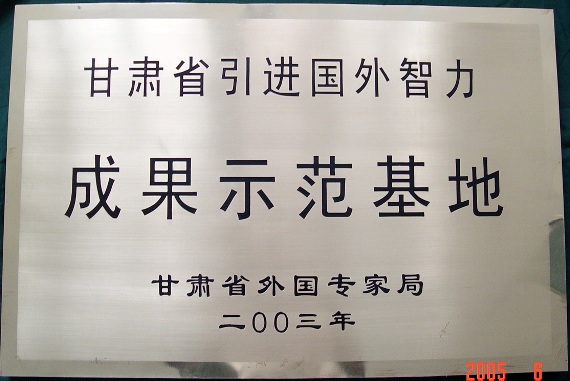 甘肃省引进国外智力
成果示范基地
甘肃省外国专家局
二00三年
2005 6